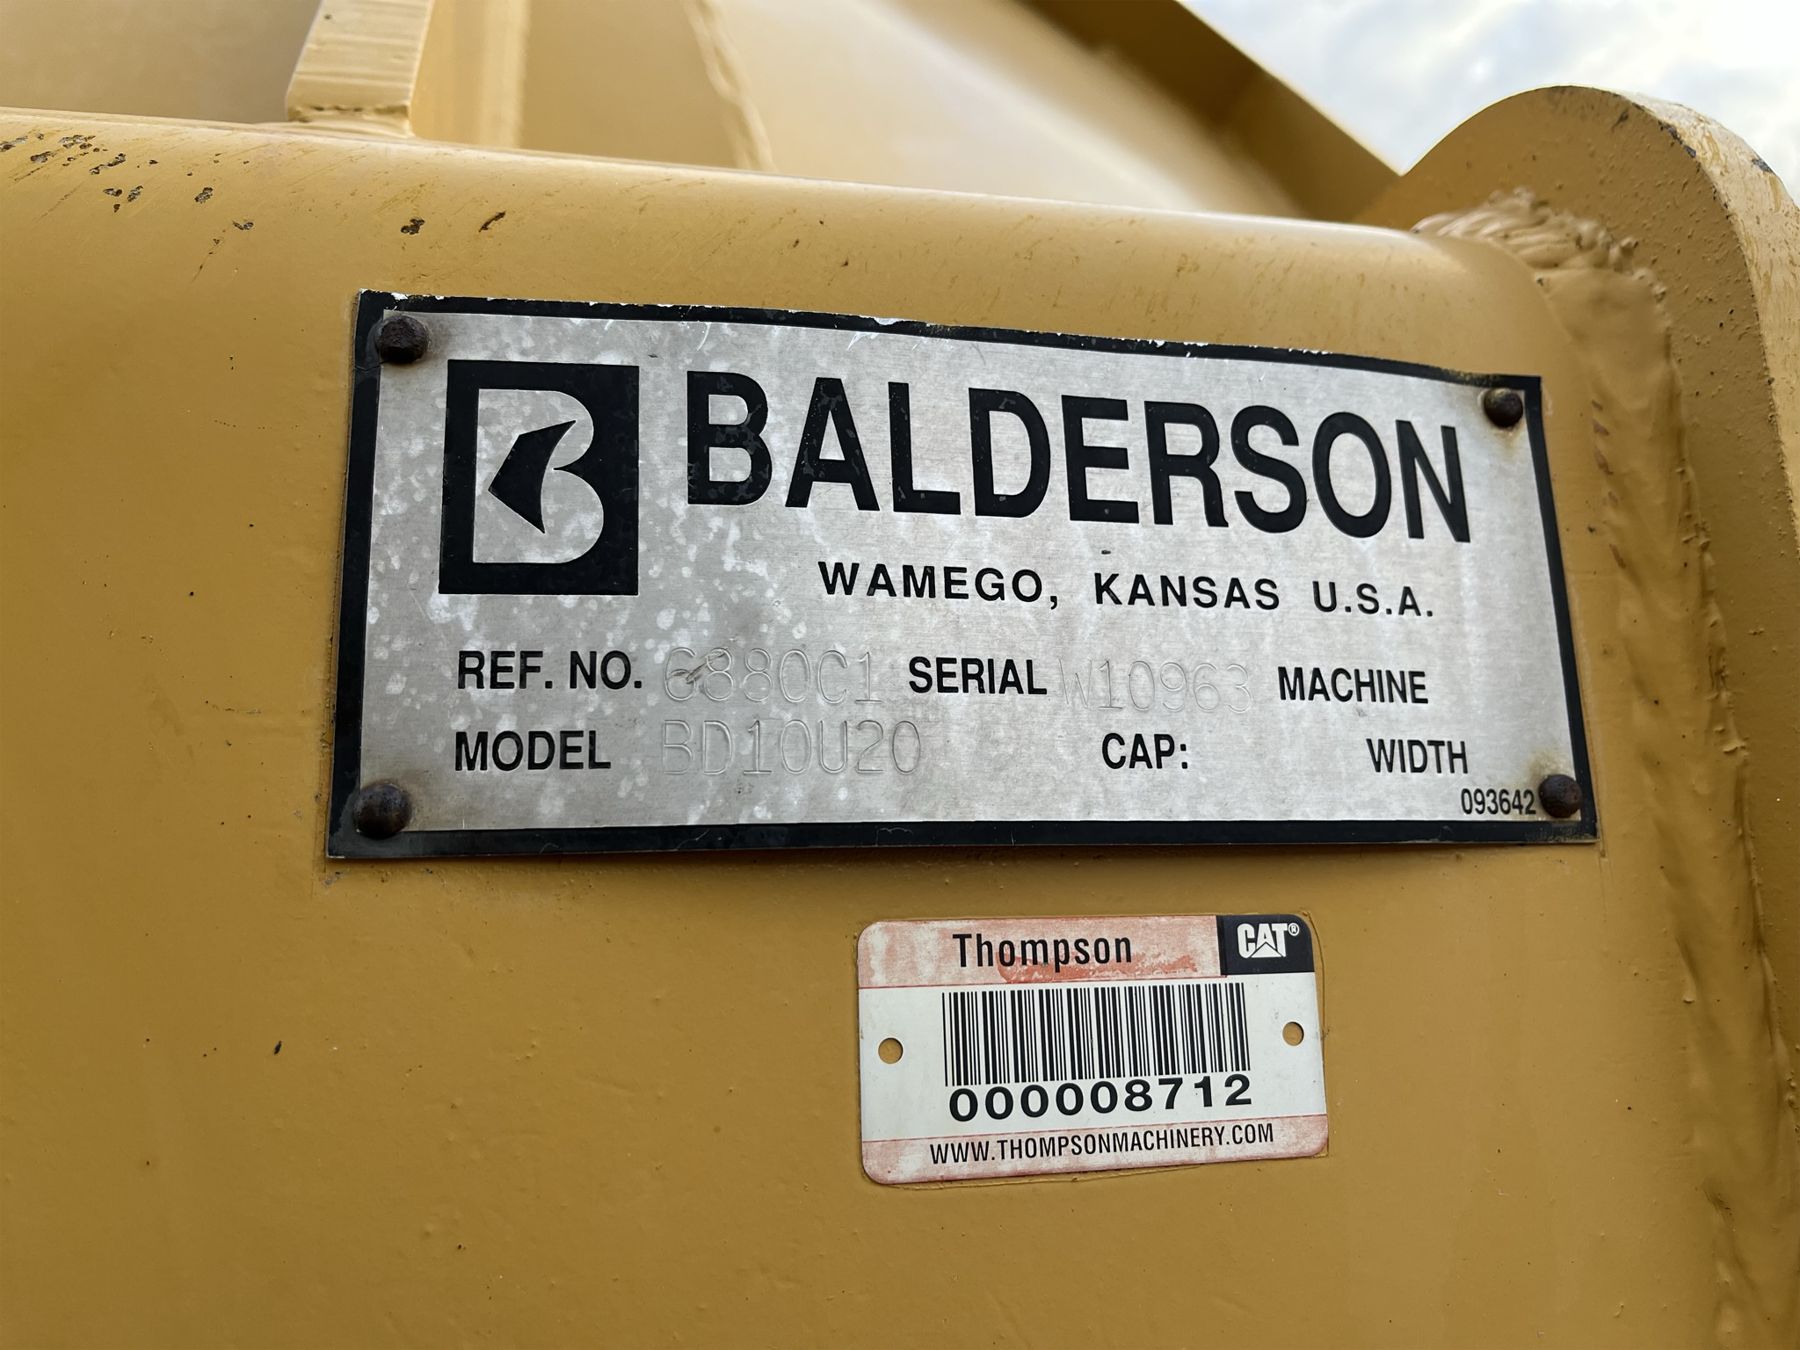 BALDERSON
WAMEGO, KANSAS U.S.A.
REF. NO. 6880C1 SERIAL W10963 MACHINE
MODEL BD10U20 CAP: WIDTH
093642
Thompson CAT®
000008712
WWW.THOMPSONMACHINERY.COM